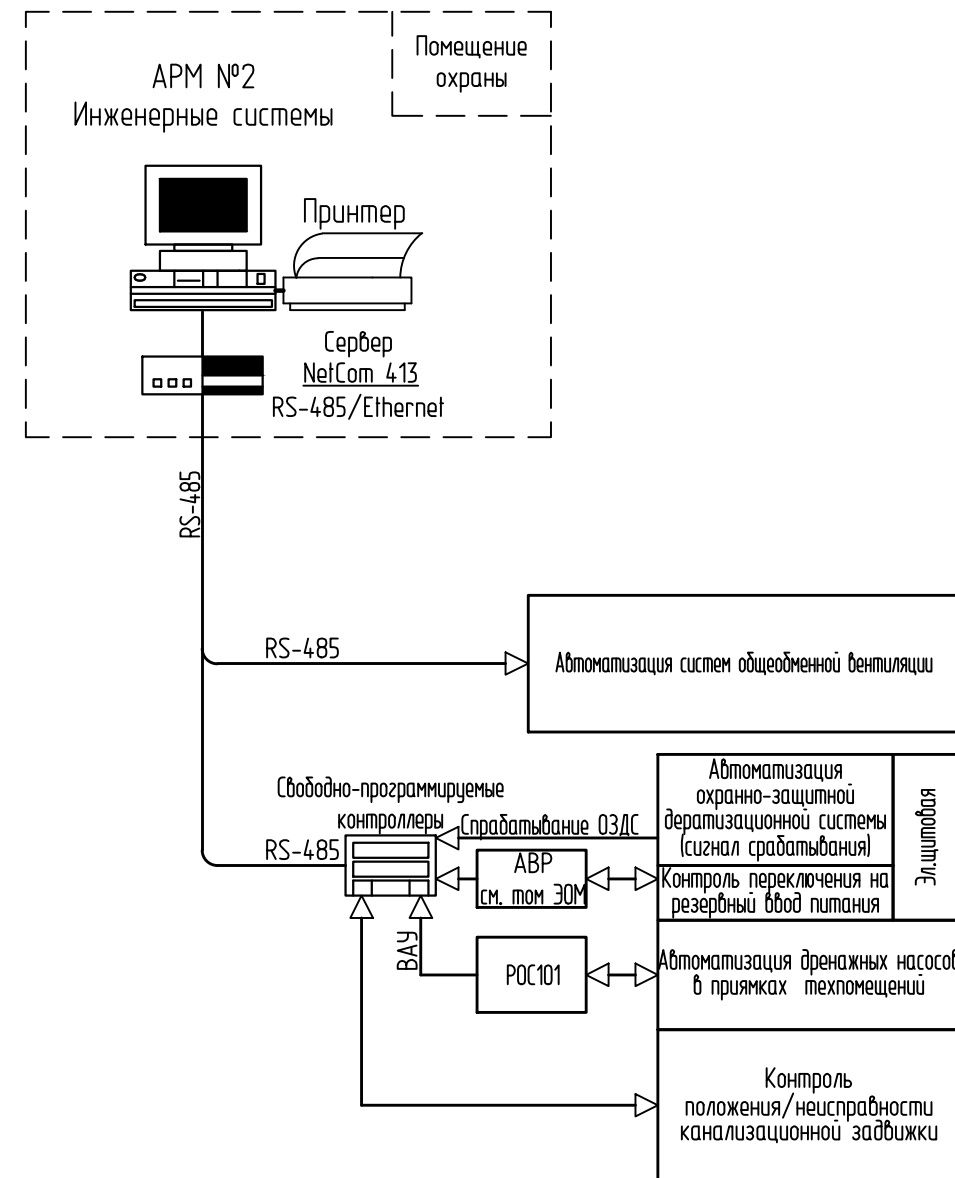 Помещение
охраны
АРМ №2
Инженерные системы
Принтер
Сервер
NetCom 413
RS-485/Ethernet
RS-485
RS-485
Автоматизация систем общеобменной вентиляции
Свободно-программируемые
контроллеры
RS-485
Спрабатывание ОЗДС
Автоматизация
охранно-защитной
дератизационной системы
(сигнал срабатывания)
Эл.щитовая
АВР
см. том ЭОМ
Контроль переключения на
резервный ввод питания
ВАУ
РОС101
Автоматизация дренажных насосов
в приямках техпомещений
Контроль
положения/неисправности
канализационной задвижки